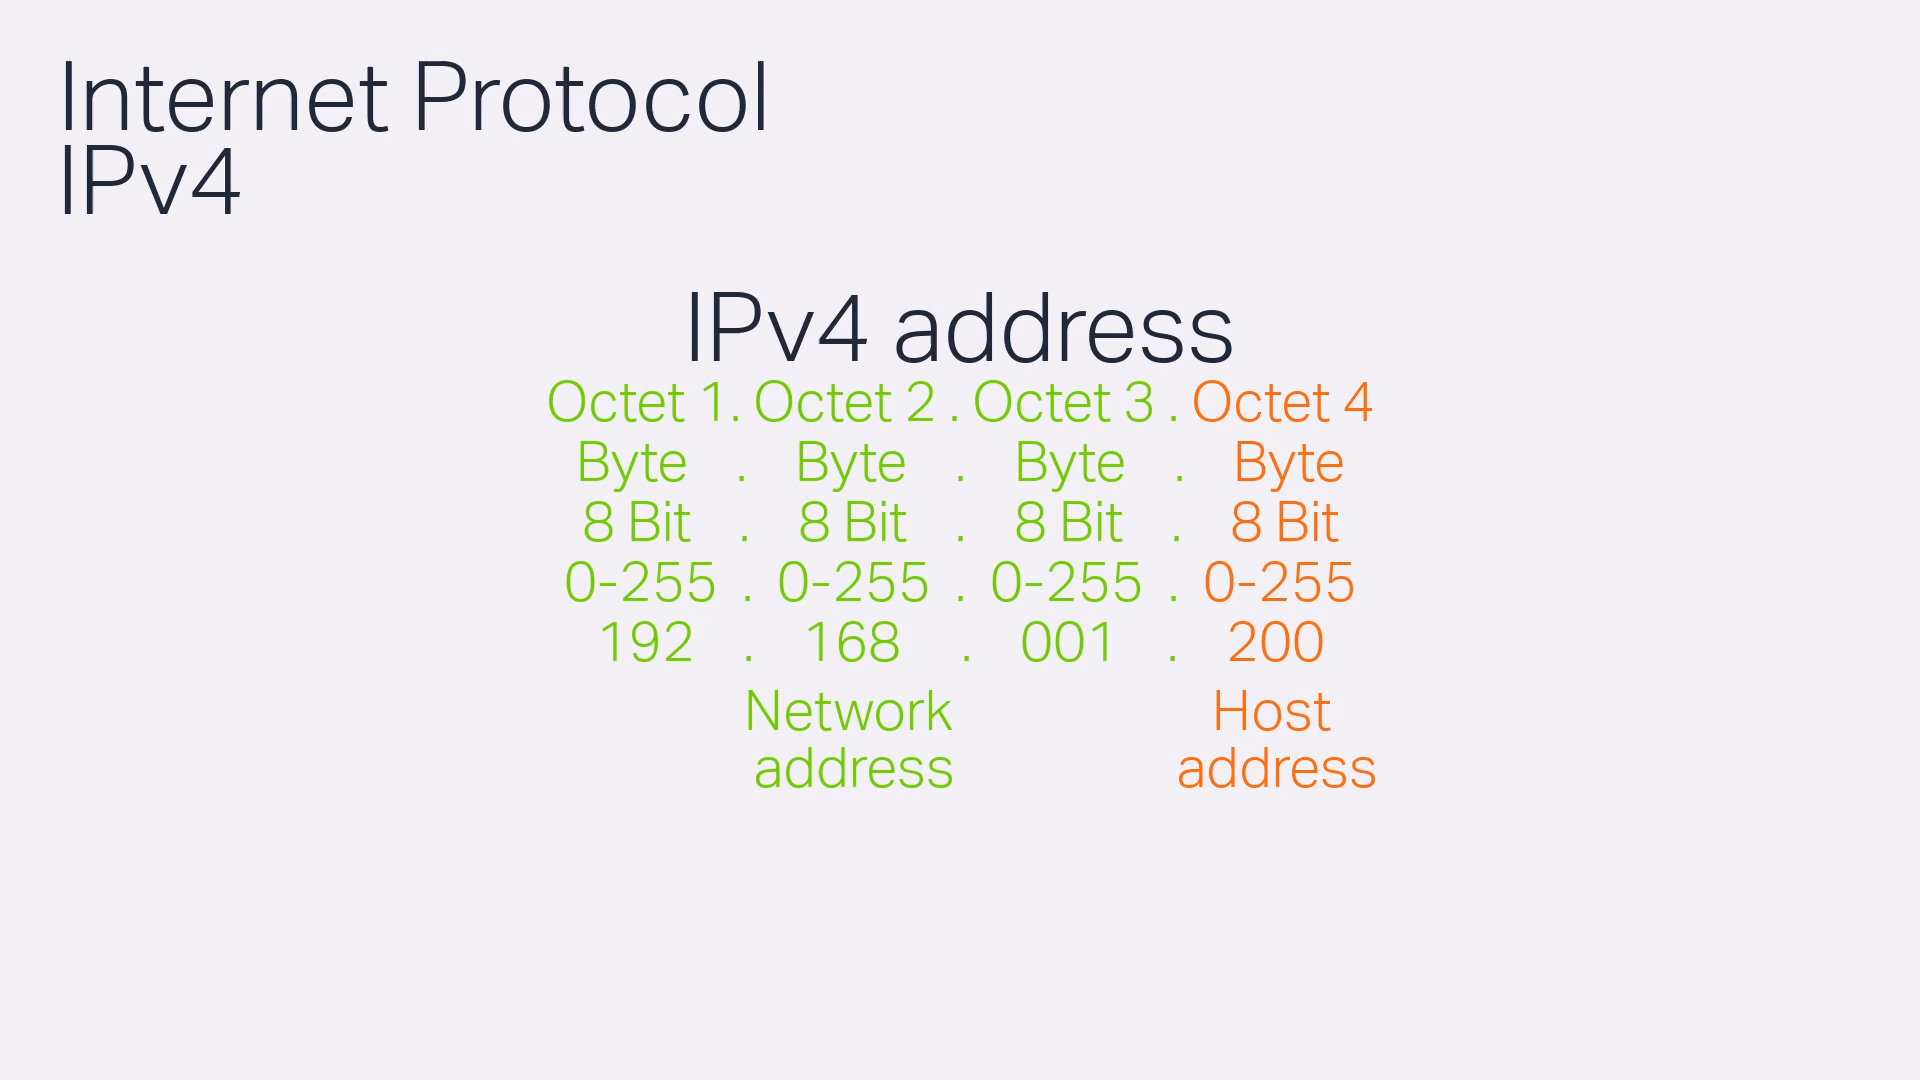 Internet Protocol
IPv4
IPv4 address
Octet 1. Octet 2 . Octet 3 . Octet 4
Byte . Byte . Byte . Byte
8 Bit . 8 Bit . 8 Bit . 8 Bit
0-255 . 0-255 . 0-255 . 0-255
192 . 168 . 001 . 200
Network Host
address address